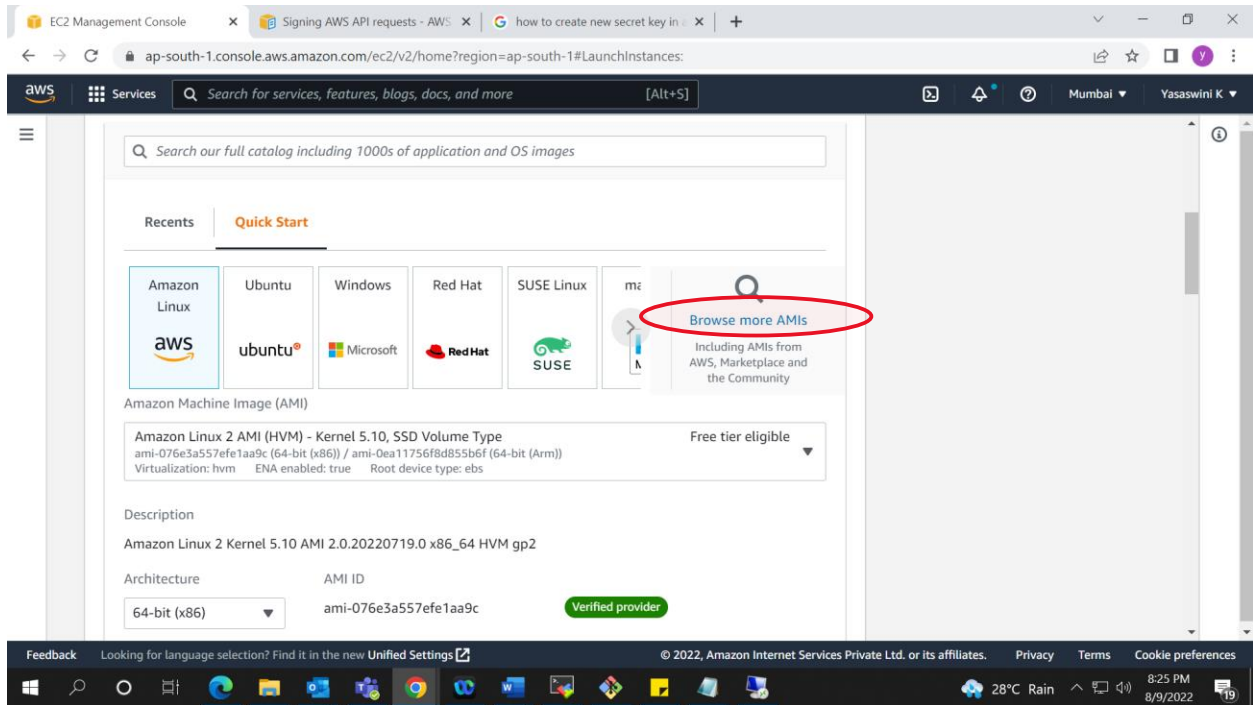 EC2 Management Console
Signing AWS API requests - AWS
how to create new secret key in
ap-south-1.console.aws.amazon.com/ec2/v2/home?region=ap-south-1#LaunchInstances:
y
aws
Services
Search for services, features, blogs, docs, and more
[Alt+S]
Mumbai
Yasaswini K
Search our full catalog including 1000s of application and OS images
Recents
Quick Start
Amazon Linux
aws
Ubuntu
ubuntu®
Windows
Microsoft
Red Hat
Red Hat
SUSE Linux
SUSE
ma
M
Browse more AMIs
Including AMIs from
AWS, Marketplace and
the Community
Amazon Machine Image (AMI)
Amazon Linux 2 AMI (HVM) - Kernel 5.10, SSD Volume Type
Free tier eligible
ami-076e3a557efe1aa9c (64-bit (x86)) / ami-0ea11756f8d855b6f (64-bit (Arm))
Virtualization: hvm ENA enabled: true Root device type: ebs
Description
Amazon Linux 2 Kernel 5.10 AMI 2.0.20220719.0 x86_64 HVM gp2
Architecture
AMI ID
64-bit (x86)
ami-076e3a557efe1aa9c
Verified provider
Feedback
Looking for language selection? Find it in the new Unified Settings
© 2022, Amazon Internet Services Private Ltd. or its affiliates.
Privacy
Terms
Cookie preferences
28°C Rain
8:25 PM
8/9/2022
19